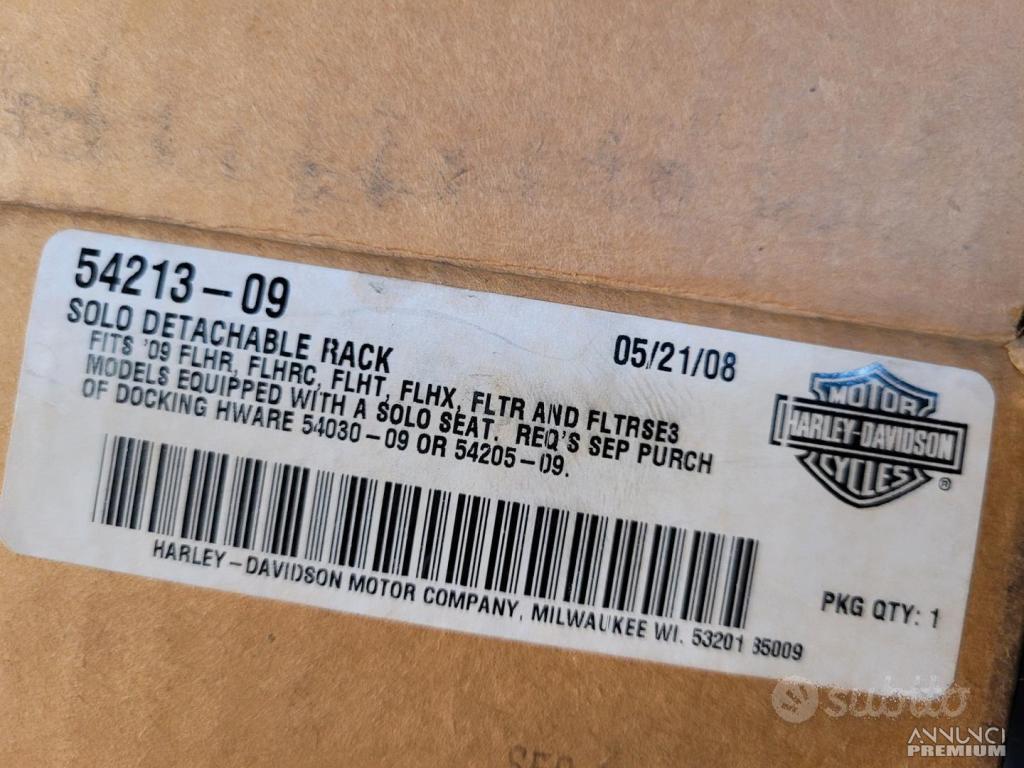 54213-09
SOLO DETACHABLE RACK
05/21/08
FITS '09 FLHR, FLHRC, FLHT, FLHX, FLTR AND FLTRSE3
MODELS EQUIPPED WITH A SOLO SEAT. REQ'S SEP PURCH
OF DOCKING HWARE 54030-09 OR 54205-09.
MOTOR
HARLEY-DAVIDSON
CYCLES
®
HARLEY-DAVIDSON MOTOR COMPANY, MILWAUKEE WI. 53201
PKG QTY: 1
subito
ANNUNCI
PREMIUM